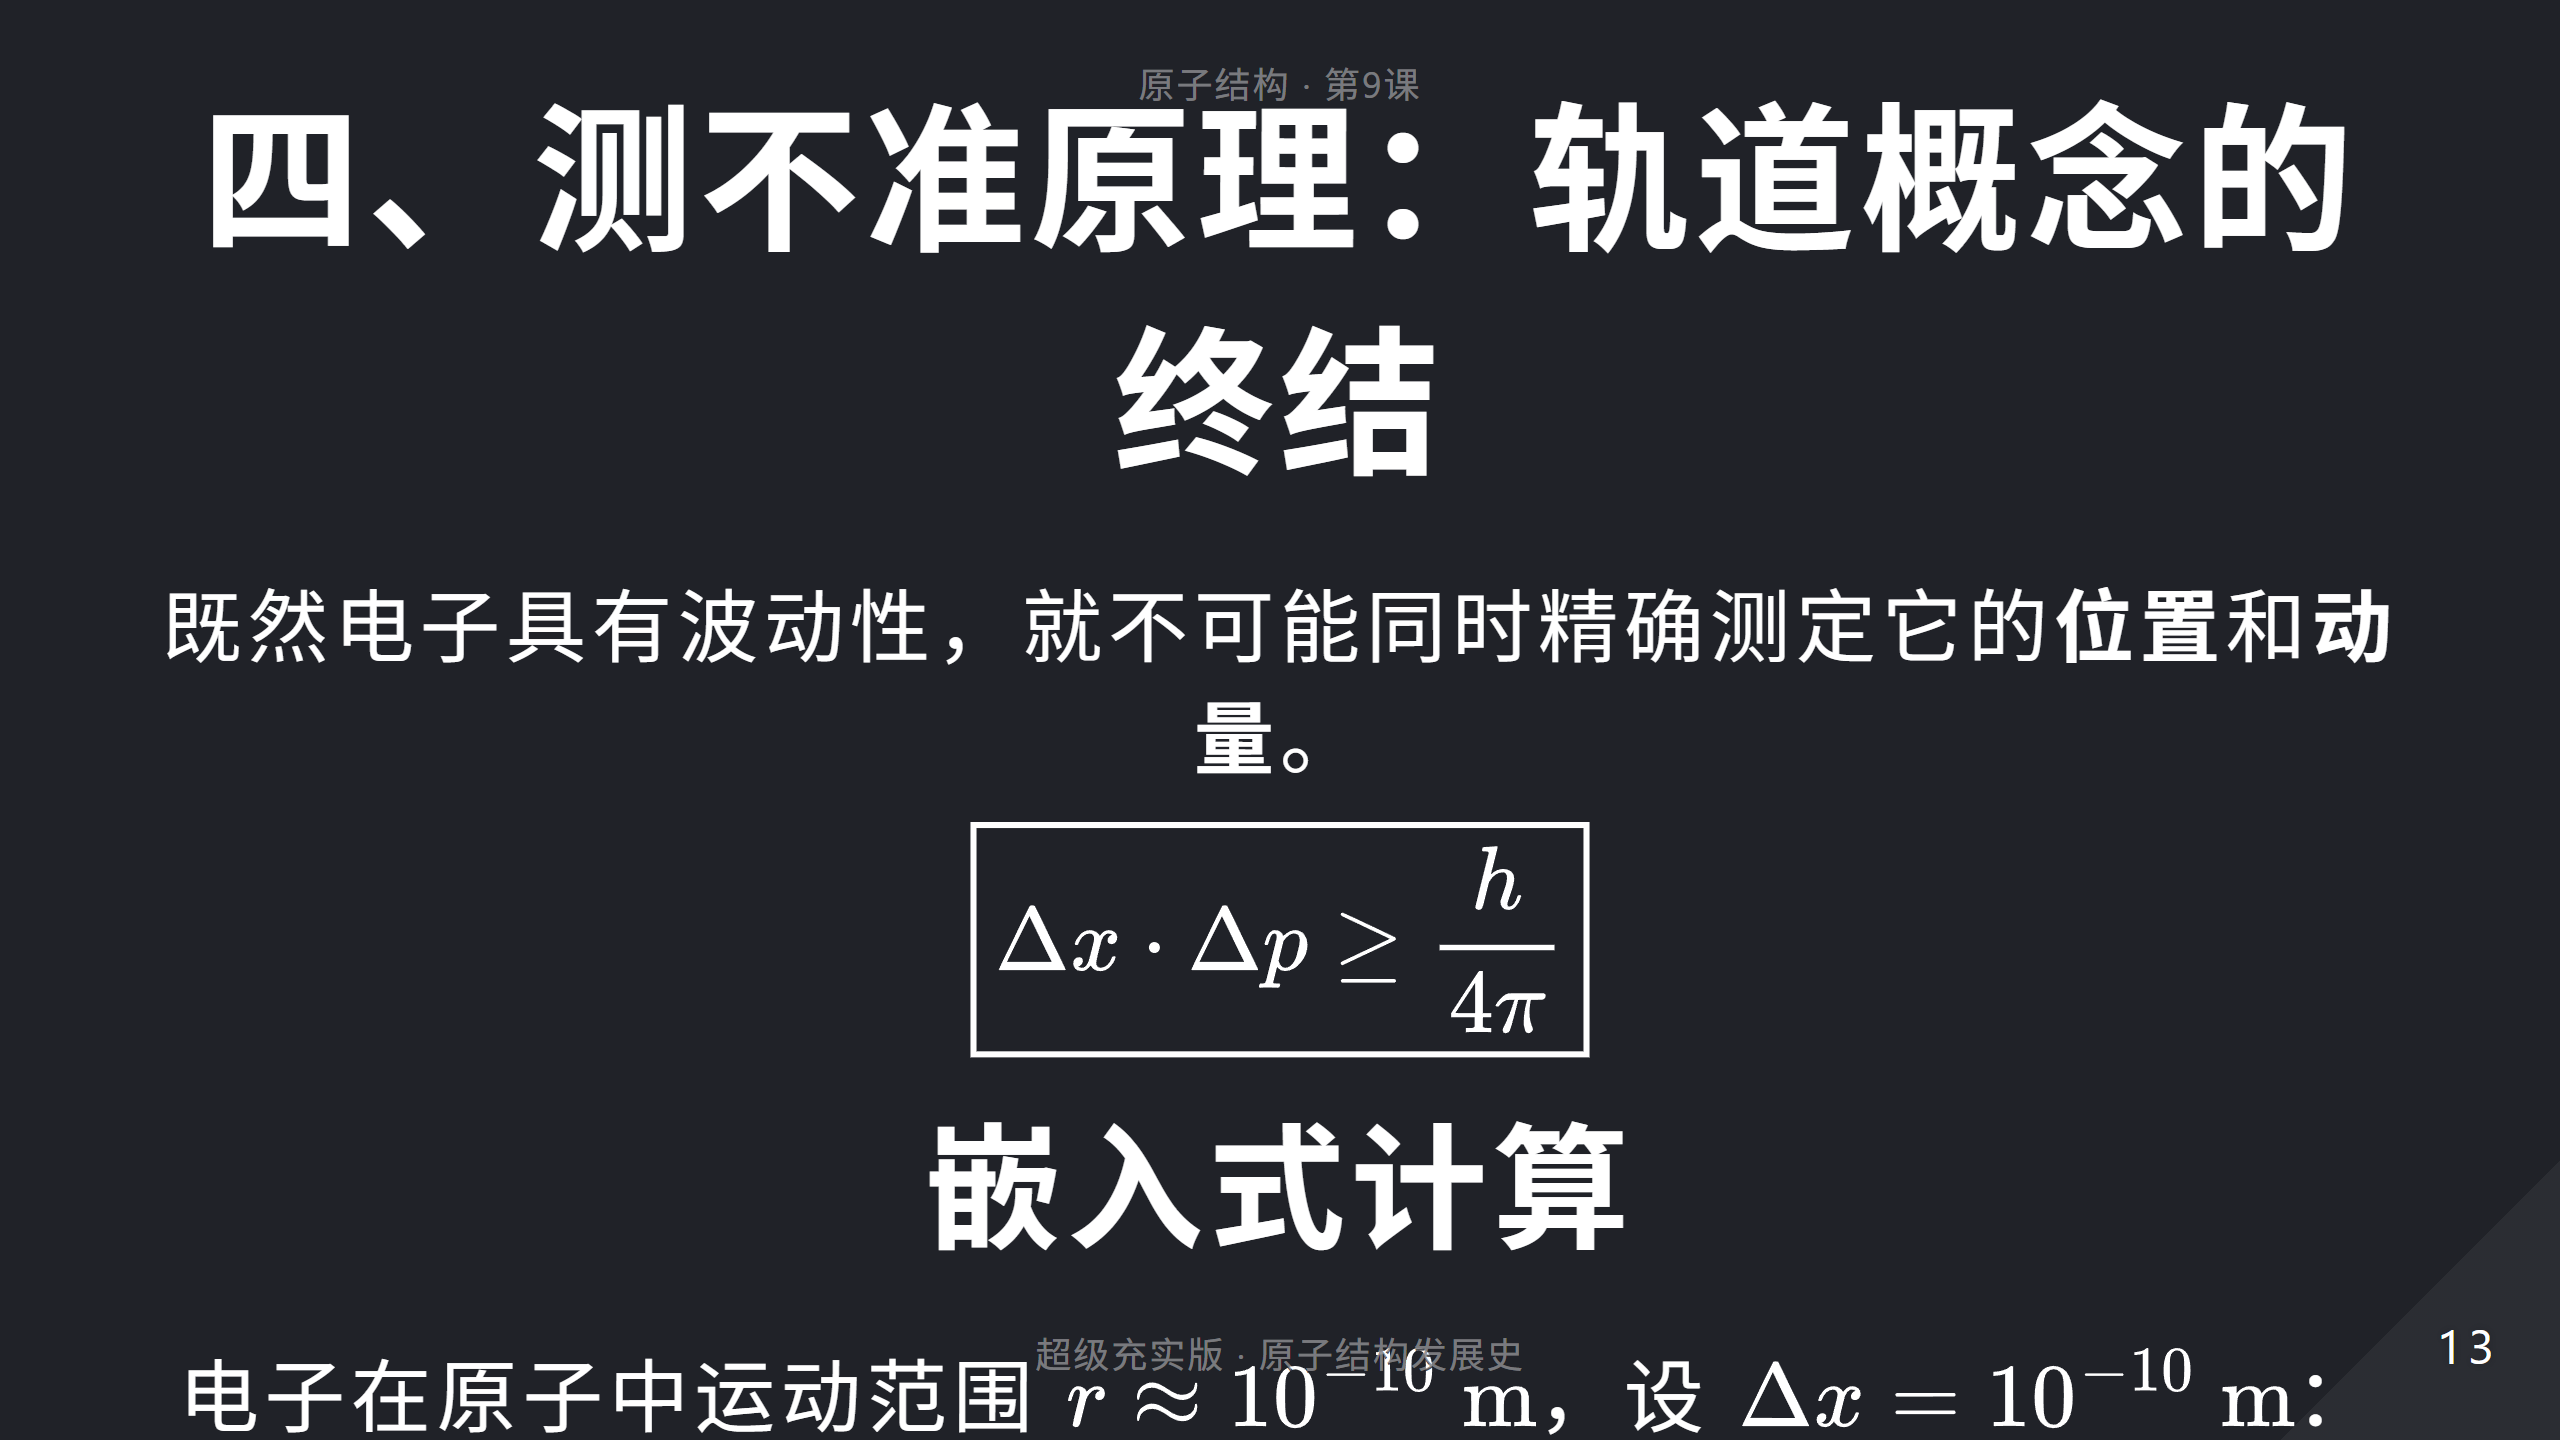 原子结构 · 第9课
四、测不准原理：轨道概念的
终结
既然电子具有波动性，就不可能同时精确测定它的位置和动
量。
Δx · Δp ≥ h/4π
嵌入式计算
超级充实版 · 原子结构发展史
13
电子在原子中运动范围 r ≈ 10⁻¹⁰ m，设 Δx = 10⁻¹⁰ m：